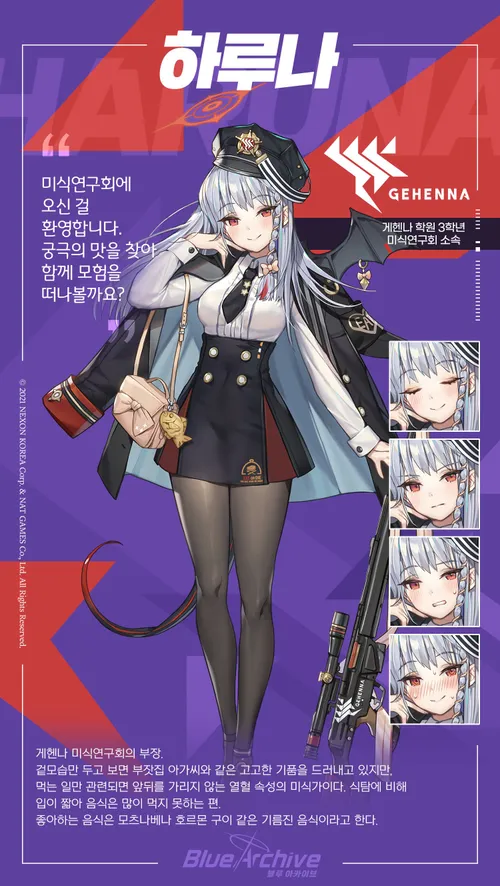 하루나
HARUNA
GEHENNA
게헨나 학원 3학년
미식연구회 소속
“
미식연구회에
오신 걸
환영합니다.
궁극의 맛을 찾아
함께 모험을
떠나볼까요?
”
© 2021 NEXON KOREA Corp. & NAT GAMES Co., Ltd. All Rights Reserved.
게헨나 미식연구회의 부장.
겉모습만 두고 보면 부잣집 아가씨와 같은 고고한 기품을 드러내고 있지만,
먹는 일만 관련되면 앞뒤를 가리지 않는 열혈 속성의 미식가이다. 식탐에 비해
입이 짧아 음식은 많이 먹지 못하는 편.
좋아하는 음식은 모츠나베나 호르몬 구이 같은 기름진 음식이라고 한다.
Blue Archive
블루 아카이브
GEHENNA